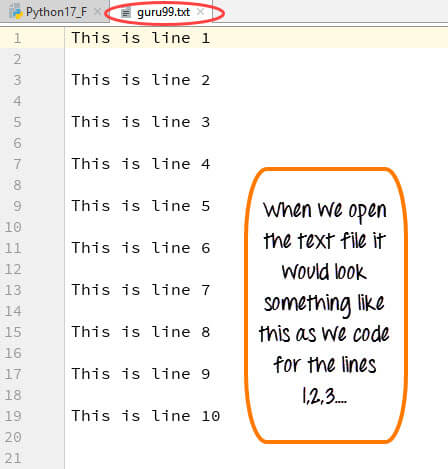 Python17_F
guru99.txt
1 This is line 1
2
3 This is line 2
4
5 This is line 3
6
7 This is line 4
8
9 This is line 5
10
11 This is line 6
12
13 This is line 7
14
15 This is line 8
16
17 This is line 9
18
19 This is line 10
20
21
When we open
the text file it
would look
something like
this as we code
for the lines
1,2,3....